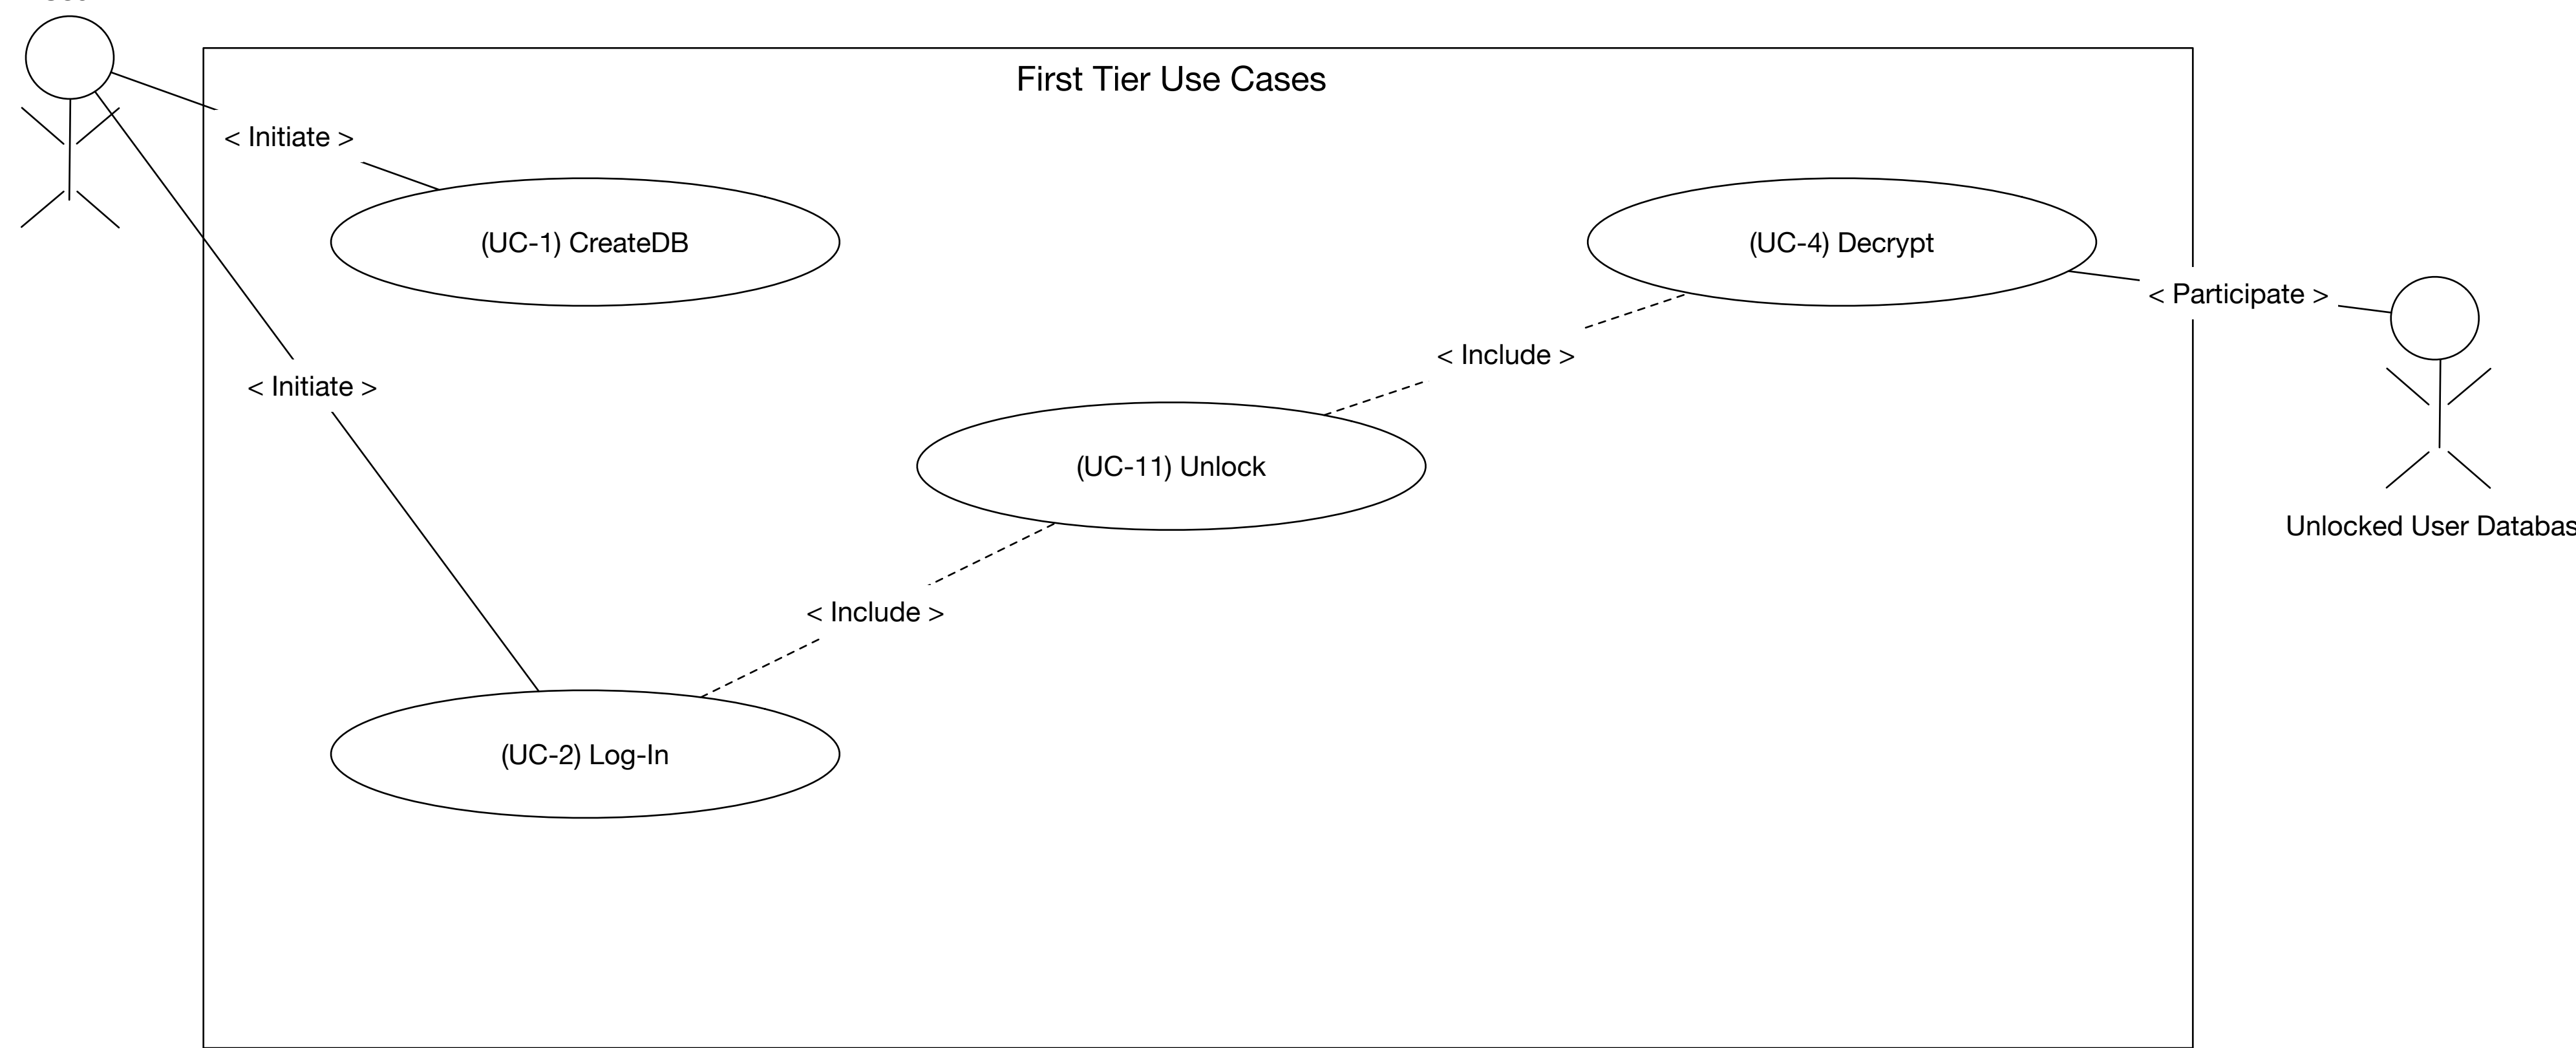 First Tier Use Cases
< Initiate >
(UC-1) CreateDB
(UC-4) Decrypt
< Participate >
< Include >
< Initiate >
(UC-11) Unlock
Unlocked User Databas
< Include >
(UC-2) Log-In